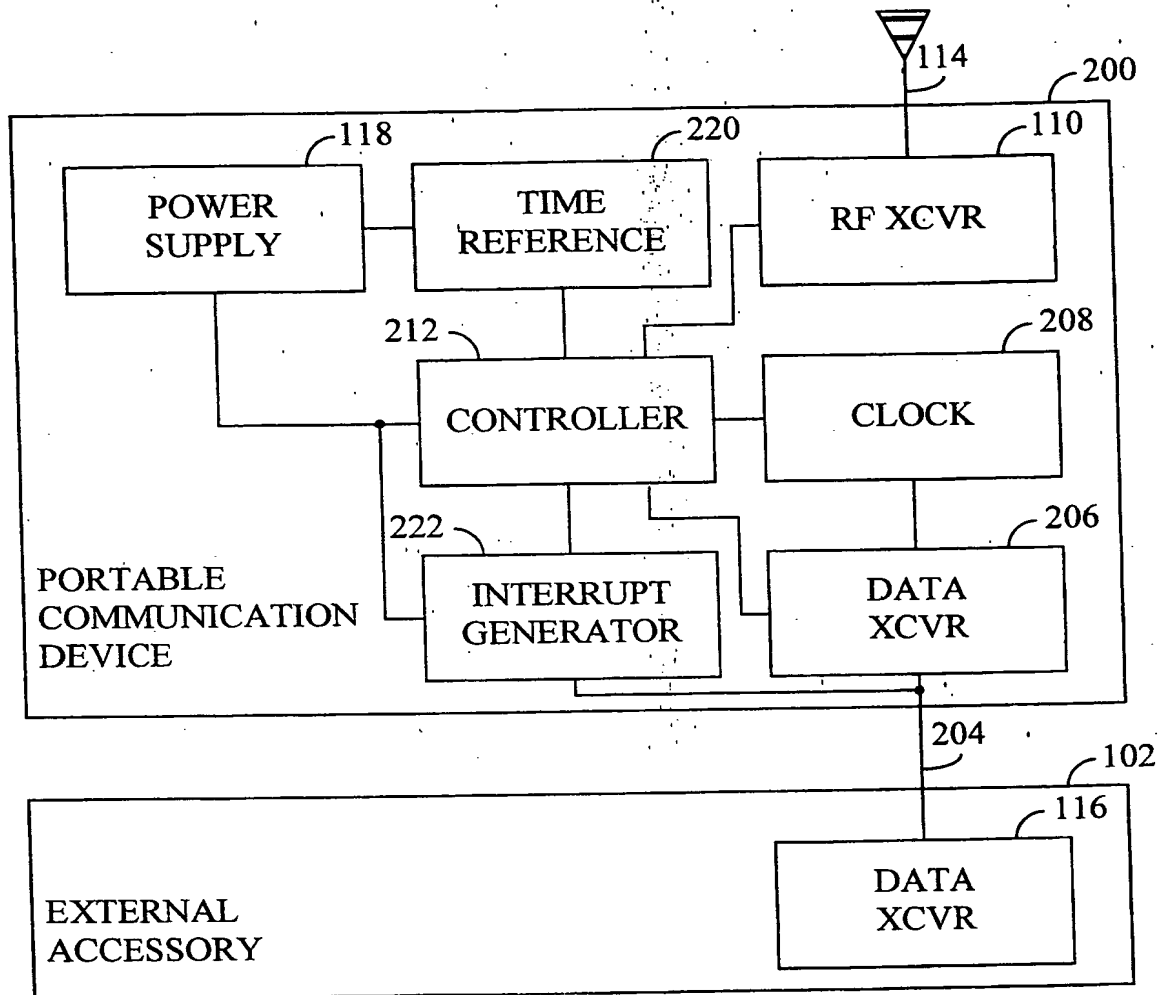 114
200
118
220
110
POWER
SUPPLY
TIME
REFERENCE
RF XCVR
212
208
CONTROLLER
CLOCK
222
206
PORTABLE
COMMUNICATION
DEVICE
INTERRUPT
GENERATOR
DATA
XCVR
204
102
116
EXTERNAL
ACCESSORY
DATA
XCVR